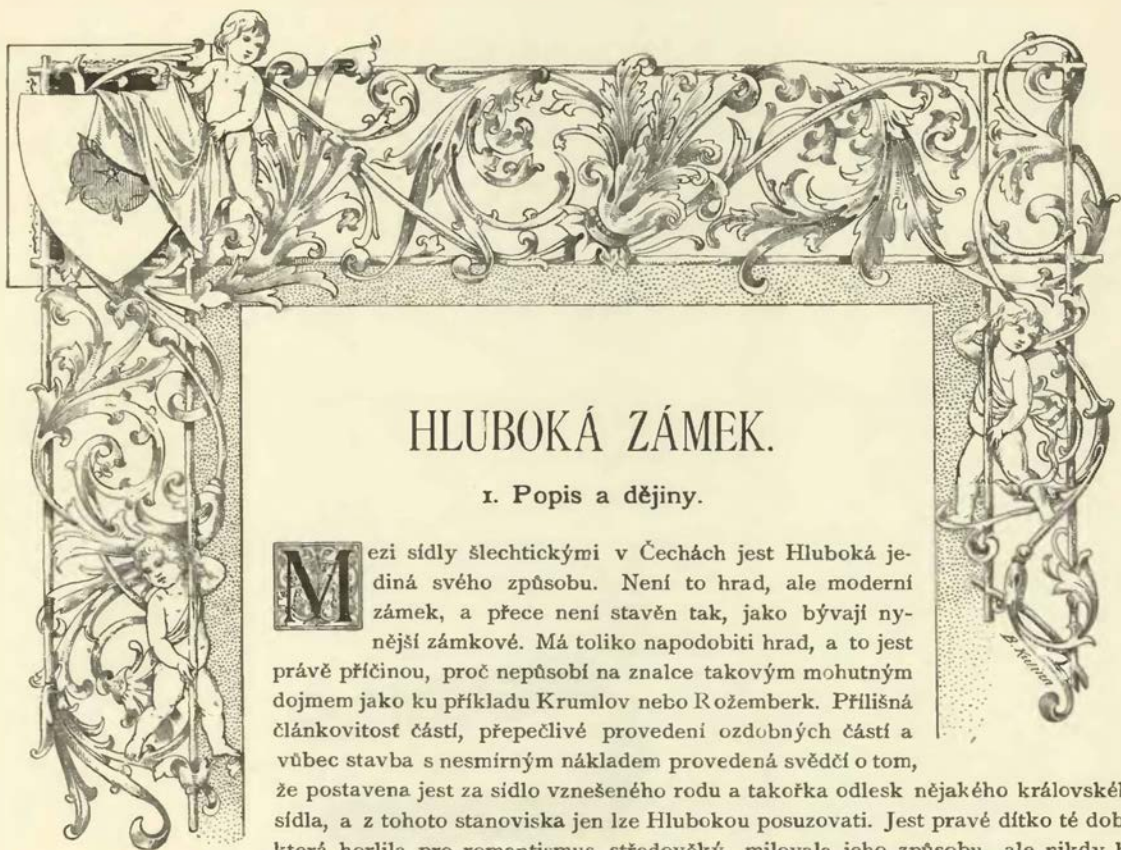 HLUBOKÁ ZÁMEK.
1. Popis a dějiny.
Mezi sídly šlechtickými v Čechách jest Hluboká je-
diná svého způsobu. Není to hrad, ale moderní
zámek, a přece není stavěn tak, jako bývají ny-
nější zámkové. Má toliko napodobiti hrad, a to jest
právě příčinou, proč nepůsobí na znalce takovým mohutným
dojmem jako ku příkladu Krumlov nebo Rožemberk. Přílišná
článkovitosť částí, přepečlivé provedení ozdobných částí a
vůbec stavba s nesmírným nákladem provedená svědčí o tom,
že postavena jest za sídlo vznešeného rodu a takořka odlesk nějakého královské
sídla, a z tohoto stanoviska jen lze Hlubokou posuzovati. Jest pravé dítko té dob